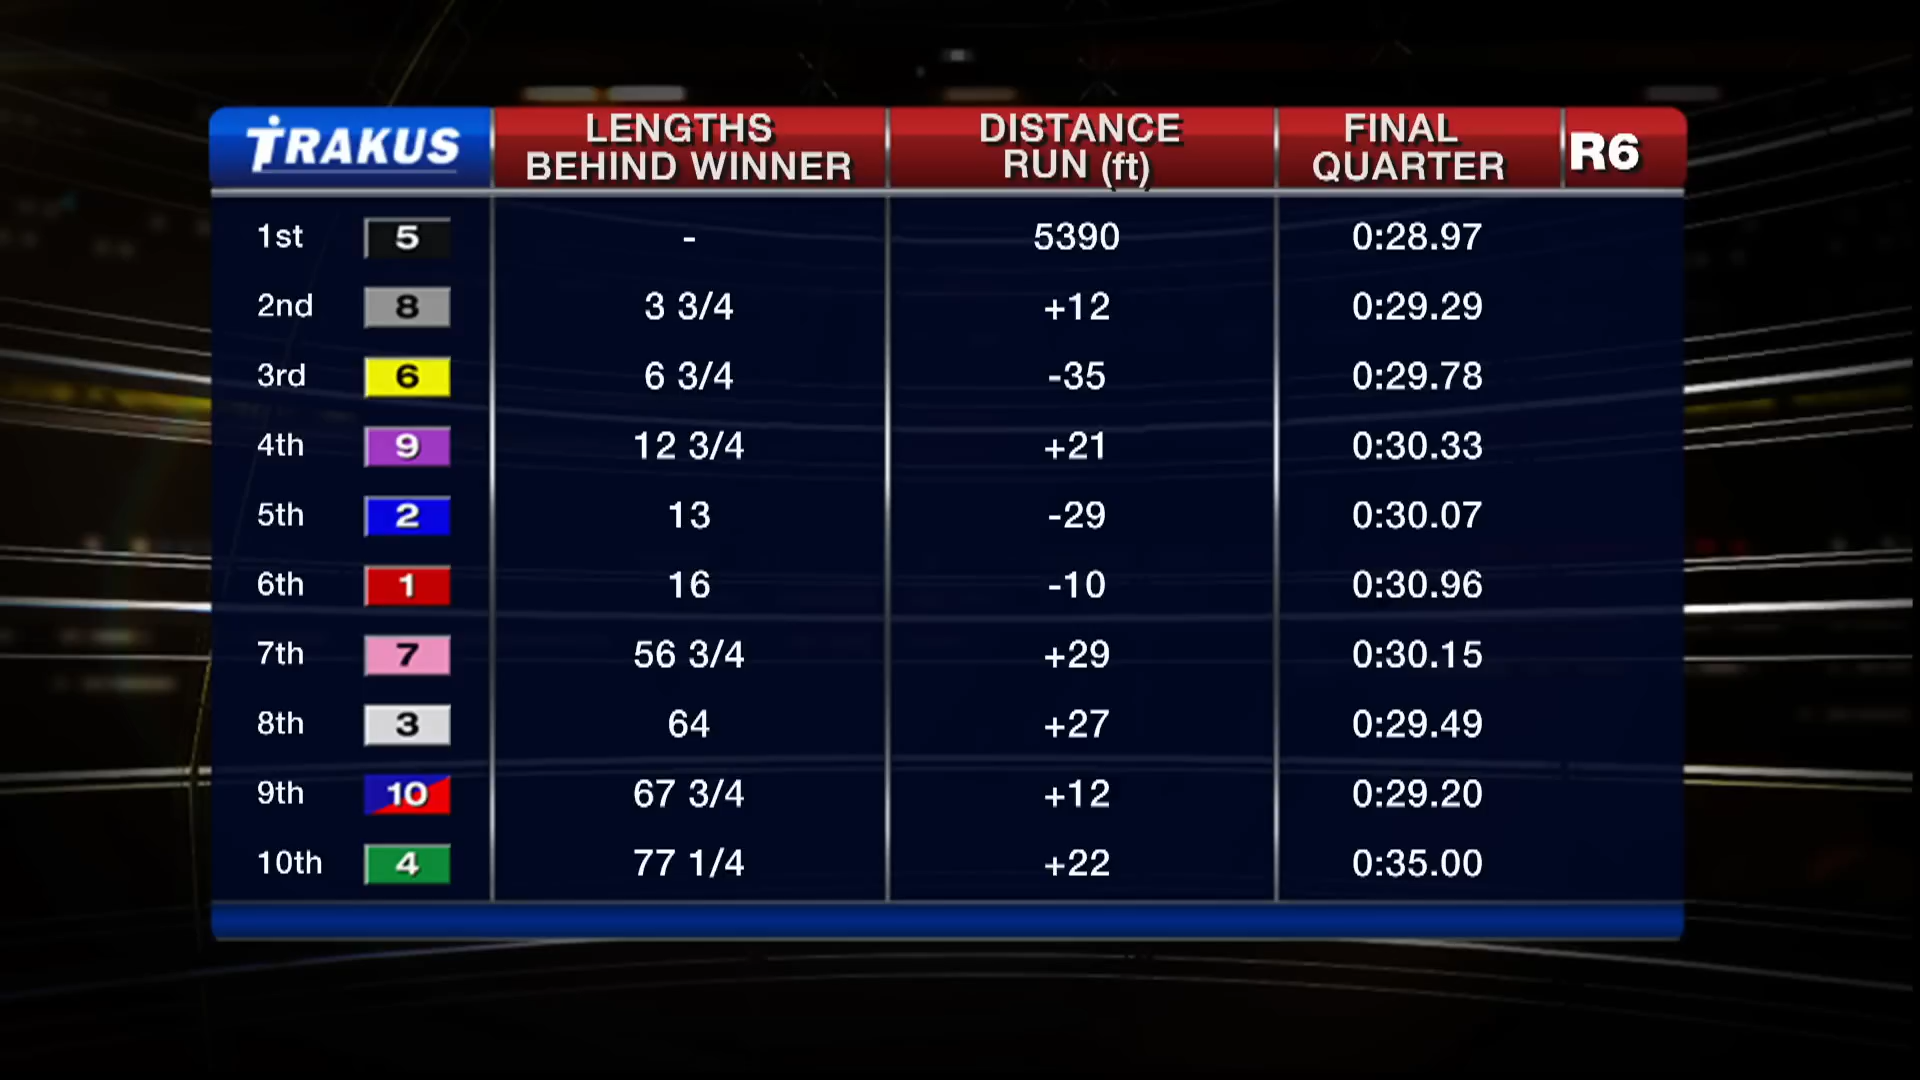 TRAKUS
LENGTHS
BEHIND WINNER
DISTANCE
RUN (ft)
FINAL
QUARTER
R6
1st 5 - 5390 0:28.97
2nd 8 3 3/4 +12 0:29.29
3rd 6 6 3/4 -35 0:29.78
4th 9 12 3/4 +21 0:30.33
5th 2 13 -29 0:30.07
6th 1 16 -10 0:30.96
7th 7 56 3/4 +29 0:30.15
8th 3 64 +27 0:29.49
9th 10 67 3/4 +12 0:29.20
10th 4 77 1/4 +22 0:35.00